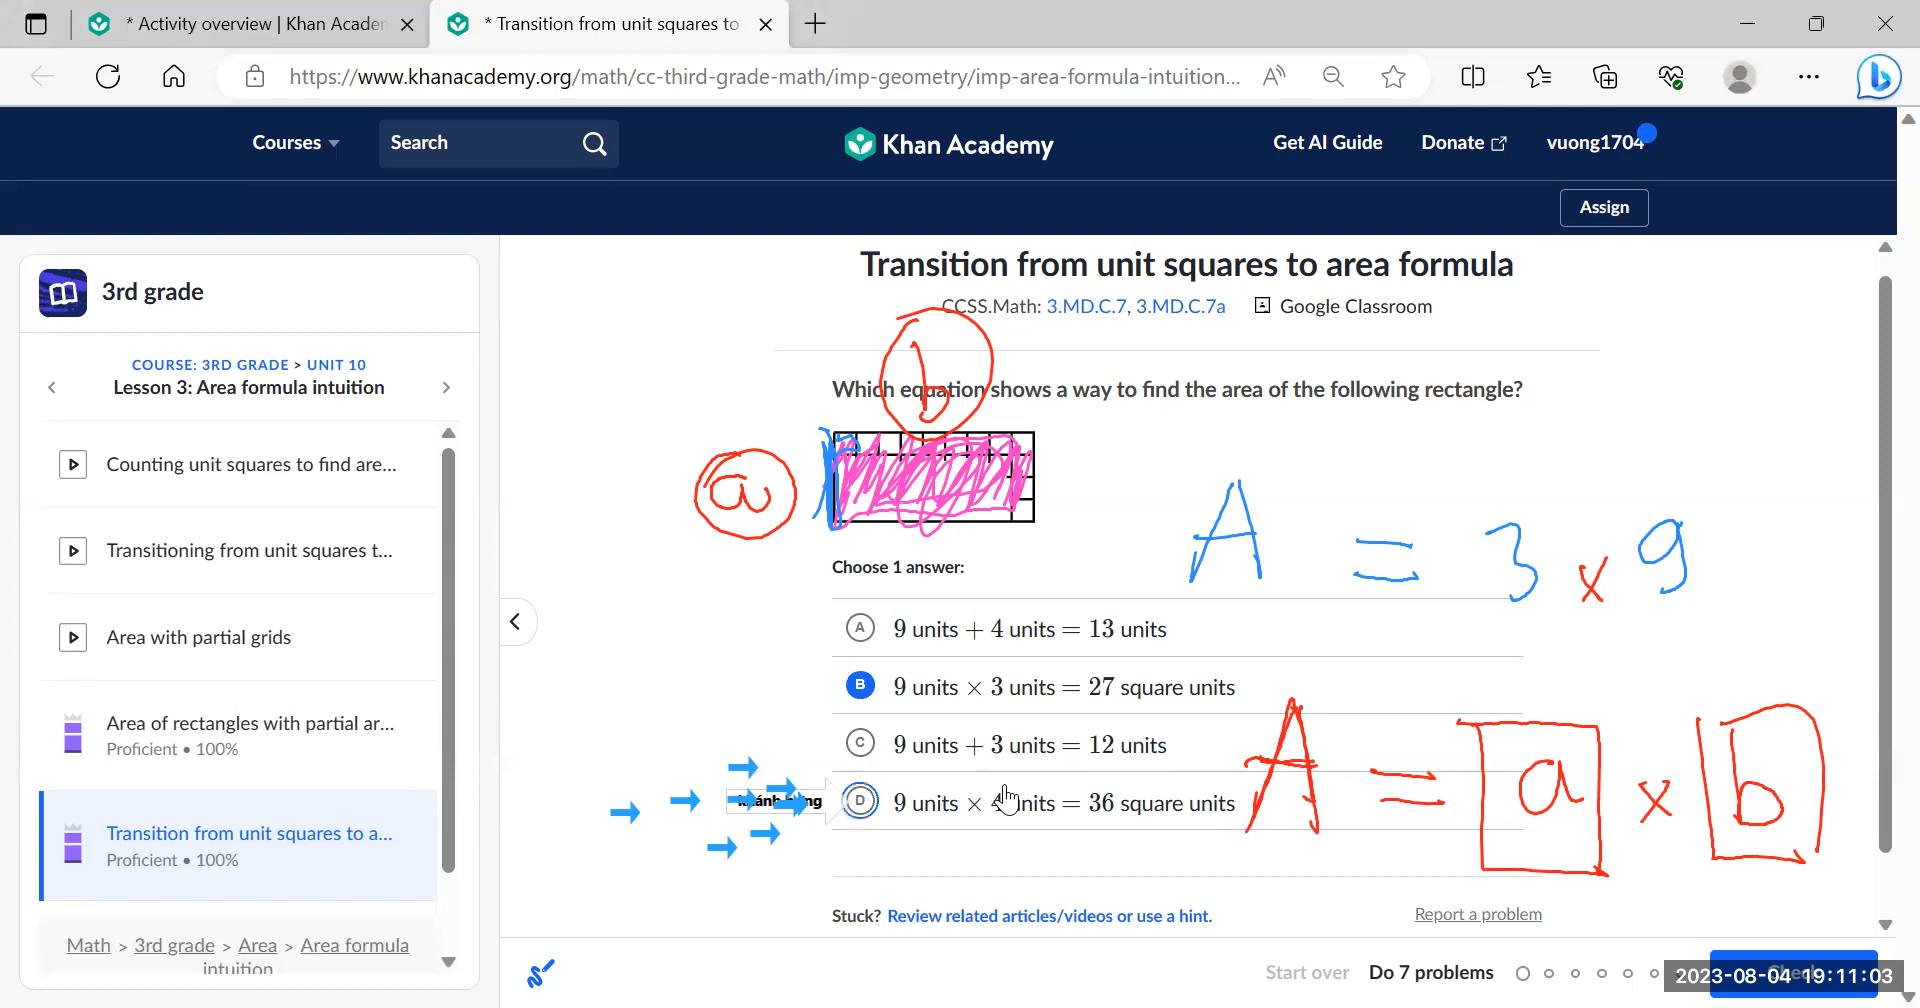 * Activity overview | Khan Acade
* Transition from unit squares to
https://www.khanacademy.org/math/cc-third-grade-math/imp-geometry/imp-area-formula-intuition...
Courses
Search
Khan Academy
Get AI Guide
Donate
vuong1704
Assign
3rd grade
COURSE: 3RD GRADE > UNIT 10
Lesson 3: Area formula intuition
Counting unit squares to find are...
Transitioning from unit squares t...
Area with partial grids
Area of rectangles with partial ar...
Proficient • 100%
Transition from unit squares to a...
Proficient • 100%
Math > 3rd grade > Area > Area formula
intuition
Transition from unit squares to area formula
CCSS.Math: 3.MD.C.7, 3.MD.C.7a
Google Classroom
b
Which equation shows a way to find the area of the following rectangle?
a
A = 3 x 9
Choose 1 answer:
A 9 units + 4 units = 13 units
B 9 units × 3 units = 27 square units
C 9 units + 3 units = 12 units
D 9 units × 4 units = 36 square units
A = a x b
Stuck? Review related articles/videos or use a hint.
Report a problem
Start over
Do 7 problems
2023-08-04 19:11:03